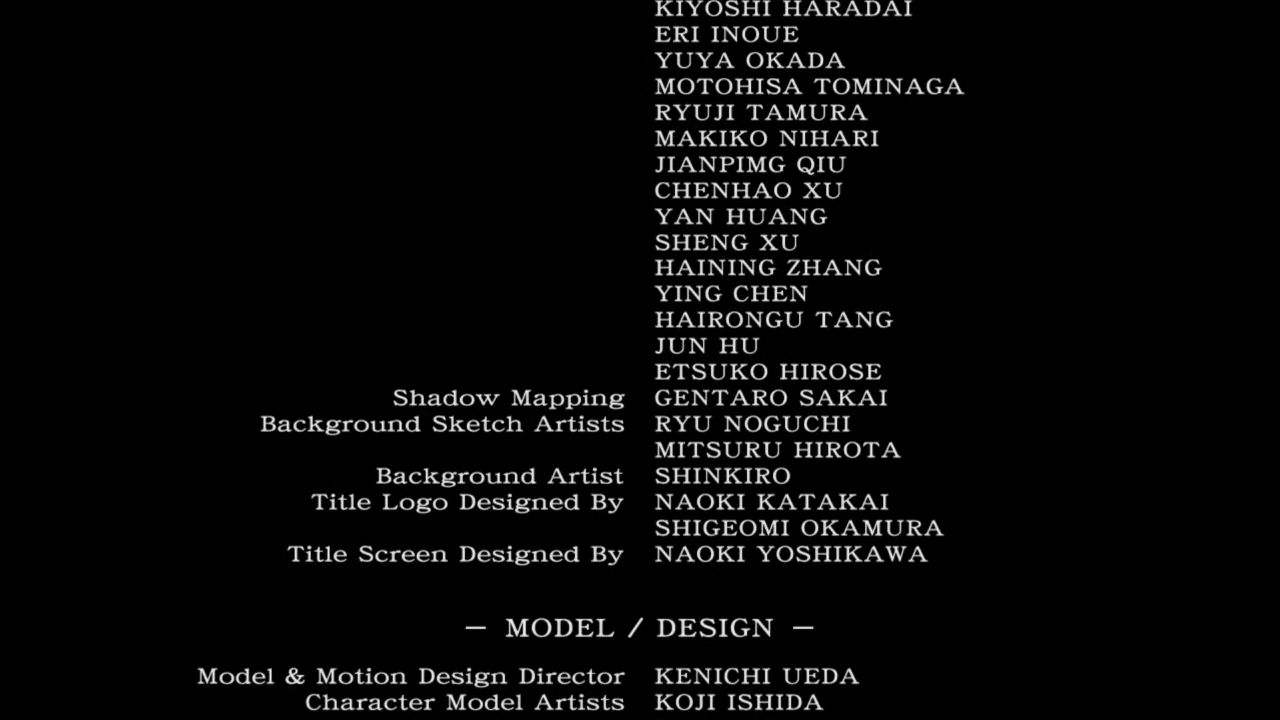 KIYOSHI HARADAI
ERI INOUE
YUYA OKADA
MOTOHISA TOMINAGA
RYUJI TAMURA
MAKIKO NIHARI
JIANPIMG QIU
CHENHAO XU
YAN HUANG
SHENG XU
HAINING ZHANG
YING CHEN
HAIRONGU TANG
JUN HU
ETSUKO HIROSE
Shadow Mapping GENTARO SAKAI
Background Sketch Artists RYU NOGUCHI
MITSURU HIROTA
Background Artist SHINKIRO
Title Logo Designed By NAOKI KATAKAI
SHIGEOMI OKAMURA
Title Screen Designed By NAOKI YOSHIKAWA
— MODEL / DESIGN —
Model & Motion Design Director KENICHI UEDA
Character Model Artists KOJI ISHIDA